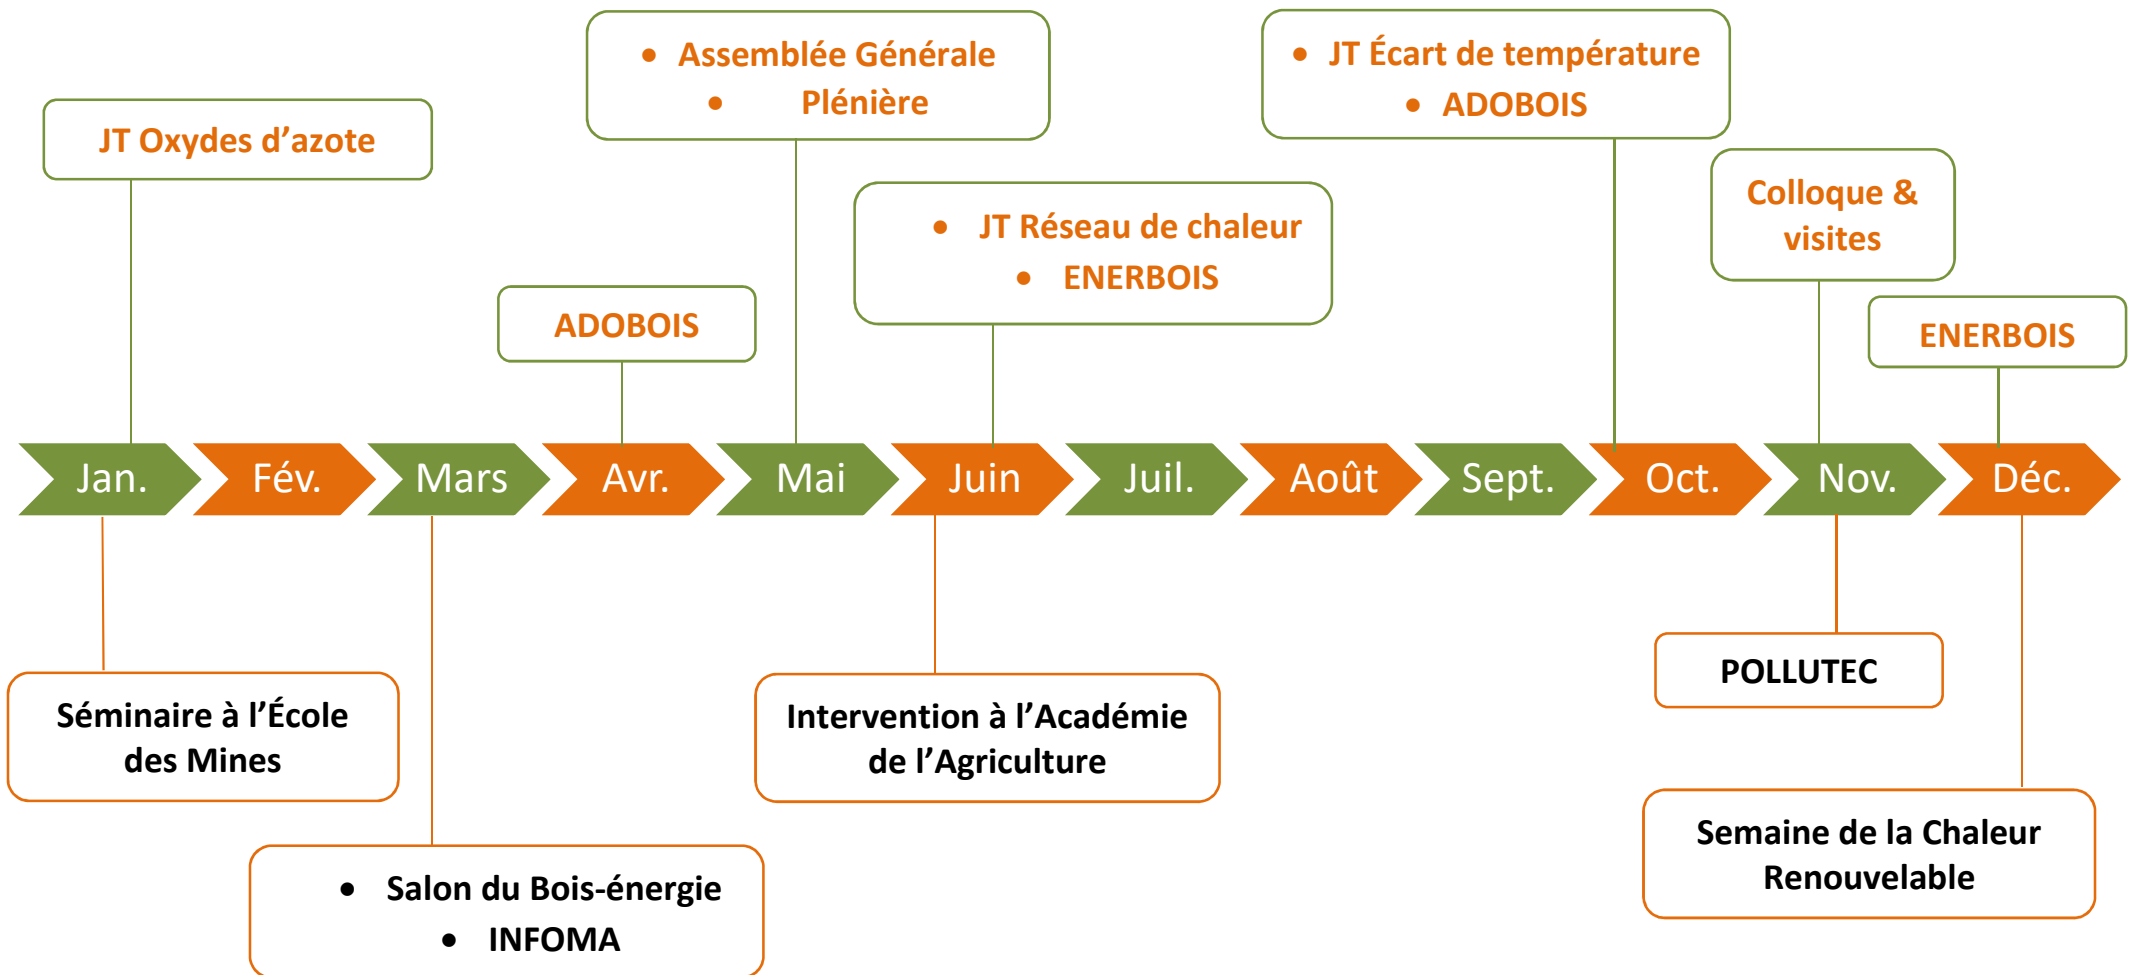 • Assemblée Générale
• Plénière
• JT Écart de température
• ADOBOIS
JT Oxydes d’azote
Colloque &
visites
• JT Réseau de chaleur
• ENERBOIS
ADOBOIS
ENERBOIS
Jan. Fév. Mars Avr. Mai Juin Juil. Août Sept. Oct. Nov. Déc.
Séminaire à l’École
des Mines
Intervention à l’Académie
de l’Agriculture
POLLUTEC
• Salon du Bois-énergie
• INFOMA
Semaine de la Chaleur
Renouvelable